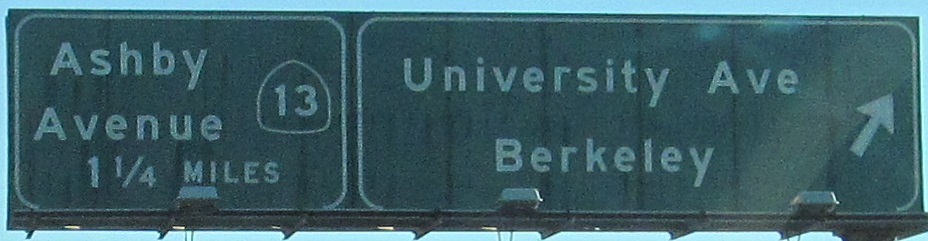 Ashby
Avenue 13
1 1/4 MILES
University Ave
Berkeley